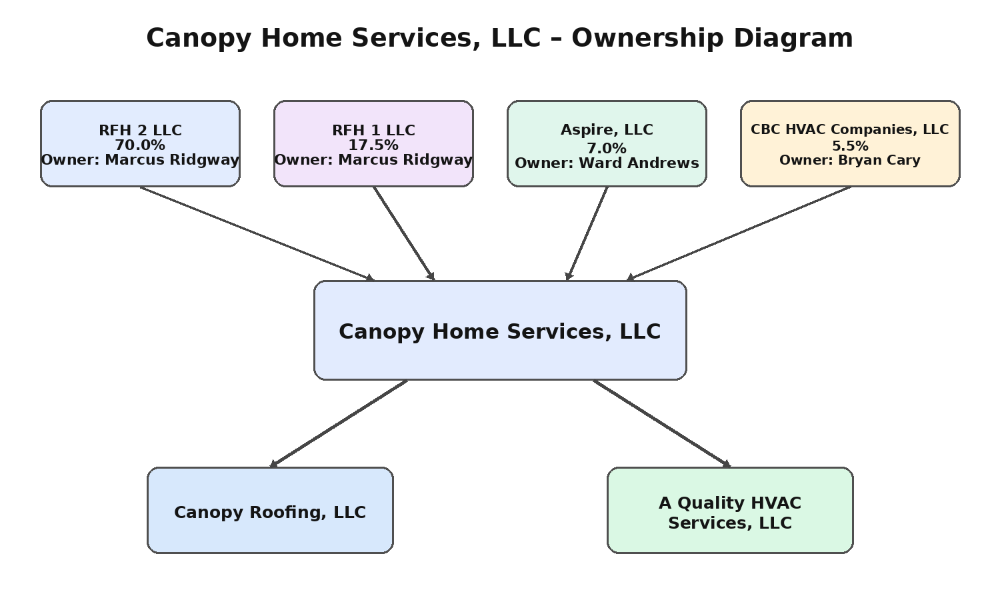 Canopy Home Services, LLC – Ownership Diagram
RFH 2 LLC
70.0%
Owner: Marcus Ridgway
RFH 1 LLC
17.5%
Owner: Marcus Ridgway
Aspire, LLC
7.0%
Owner: Ward Andrews
CBC HVAC Companies, LLC
5.5%
Owner: Bryan Cary
Canopy Home Services, LLC
Canopy Roofing, LLC
A Quality HVAC
Services, LLC